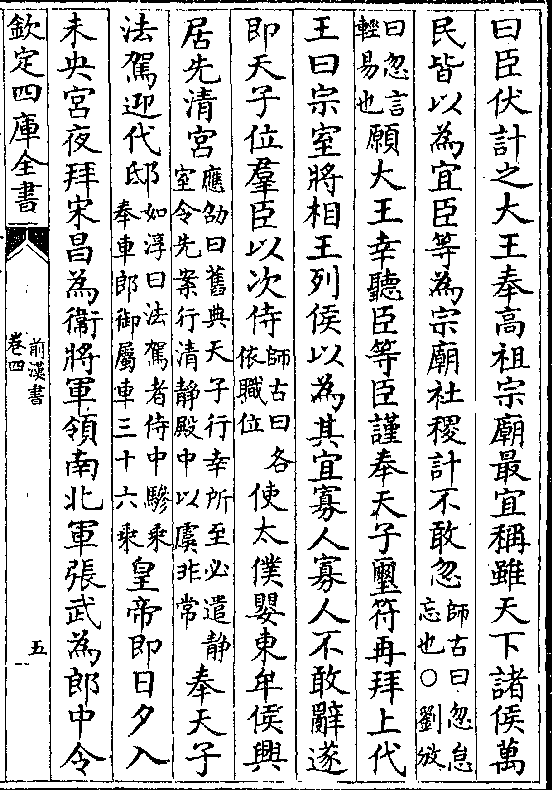 曰臣伏計之大王奉高祖宗廟最宜稱雖天下諸侯萬
民皆以為宜臣等為宗廟社稷計不敢忽師古曰忽怠忘也○劉攽
曰忽言輕易也願大王幸聽臣等臣謹奉天子璽符再拜上代
王曰宗室將相王列侯以為其宜寡人寡人不敢辭遂
即天子位羣臣以次侍師古曰各依職位使太僕嬰東牟侯興
居先清宮應劭曰舊典天子行幸所至必遣静室令先案行清静殿中以虞非常奉天子
法駕迎代邸如淳曰法駕者侍中驂乘奉車郎御屬車三十六乘皇帝即日夕入
未央宮夜拜宋昌為衞將軍領南北軍張武為郎中令
欽定四庫全書
前漢書
卷四
五